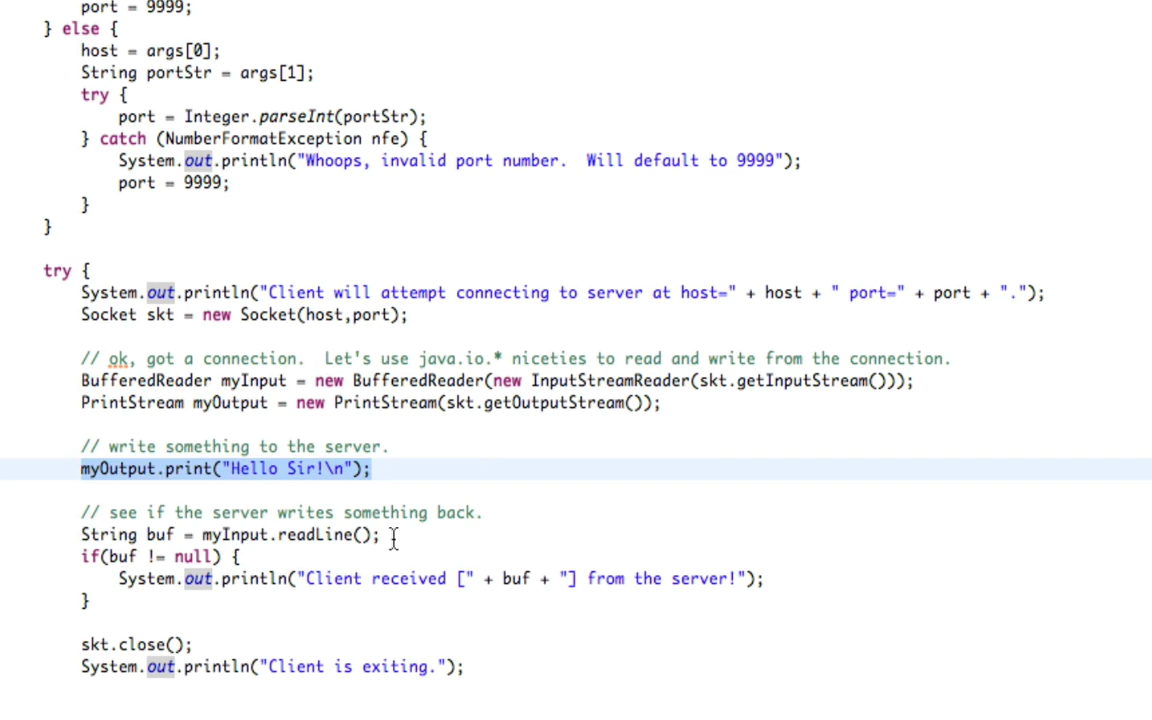 port = 9999;
} else {
host = args[0];
String portStr = args[1];
try {
port = Integer.parseInt(portStr);
} catch (NumberFormatException nfe) {
System.out.println("Whoops, invalid port number.  Will default to 9999");
port = 9999;
}
}
try {
System.out.println("Client will attempt connecting to server at host=" + host + " port=" + port + ".");
Socket skt = new Socket(host,port);
// ok, got a connection.  Let's use java.io.* niceties to read and write from the connection.
BufferedReader myInput = new BufferedReader(new InputStreamReader(skt.getInputStream()));
PrintStream myOutput = new PrintStream(skt.getOutputStream());
// write something to the server.
myOutput.print("Hello Sir!\n");
// see if the server writes something back.
String buf = myInput.readLine();
if(buf != null) {
System.out.println("Client received [" + buf + "] from the server!");
}
skt.close();
System.out.println("Client is exiting.");